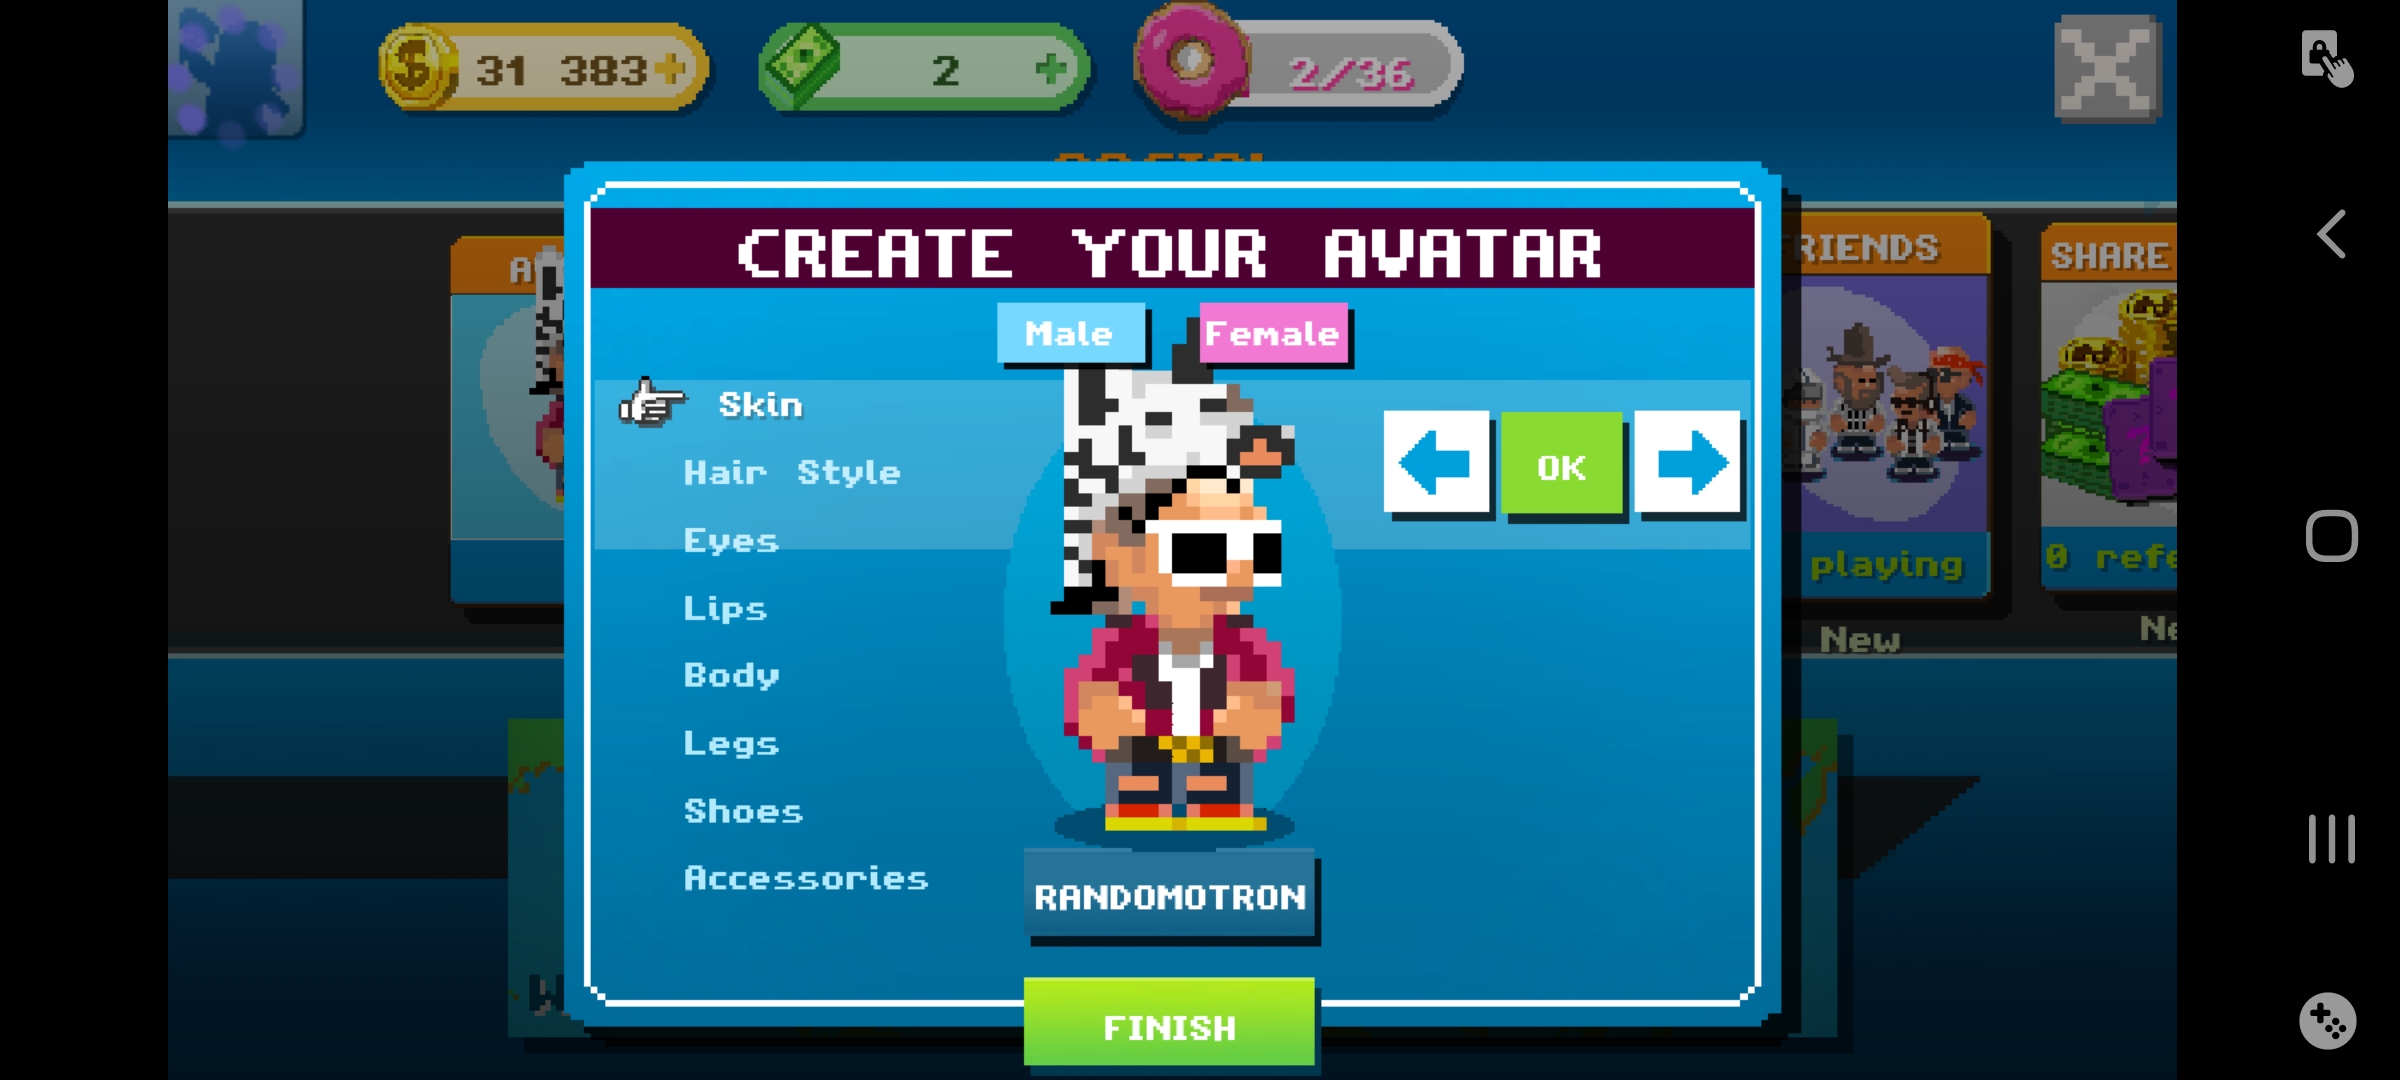 31 383
2
2/36
CREATE YOUR AVATAR
RIENDS
SHARE
Male
Female
Skin
Hair Style
OK
Eyes
playing
0 refe
Lips
New
Ne
Body
Legs
Shoes
Accessories
RANDOMOTRON
FINISH